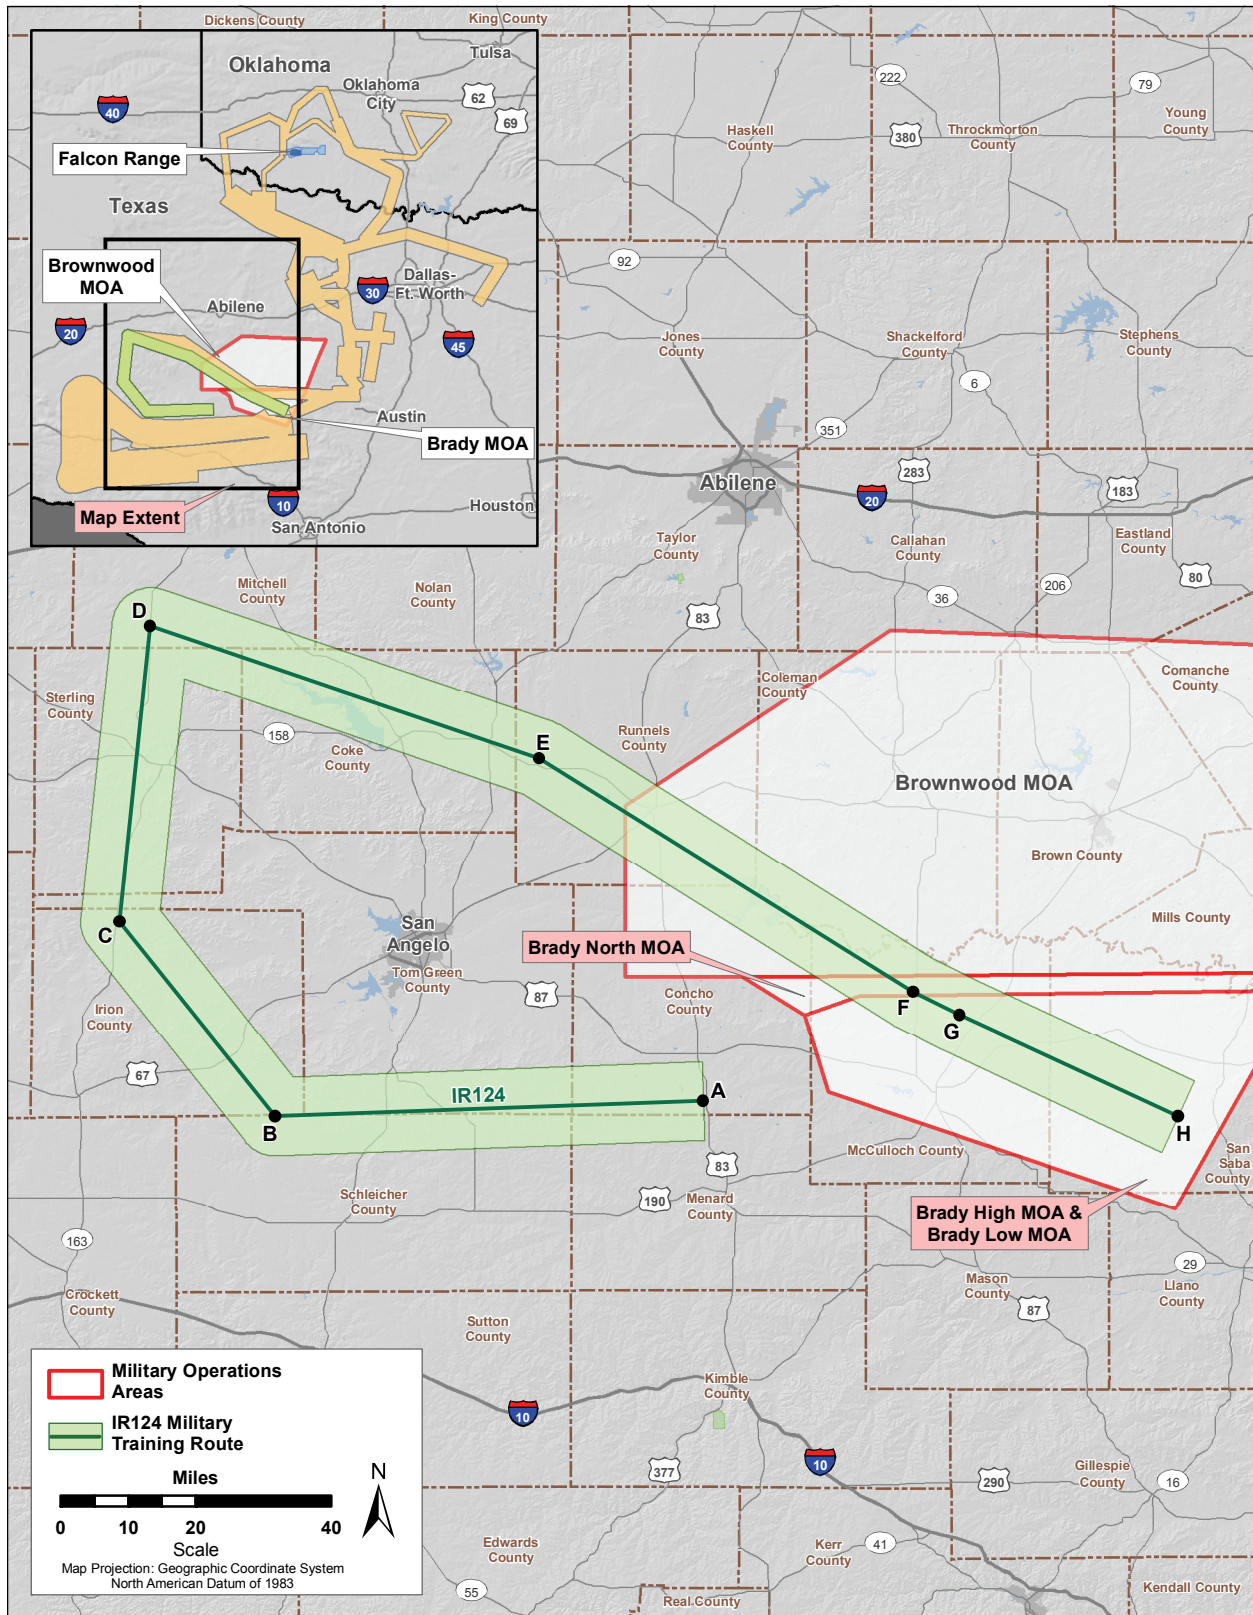 Dickens County
King County
Oklahoma
Tulsa
Oklahoma
City
62
69
40
Falcon Range
Texas
Brownwood
MOA
Dallas-
Ft. Worth
30
Abilene
20
45
Austin
Brady MOA
Houston
10
Map Extent
San Antonio
222
79
Haskell
County
380
Throckmorton
County
Young
County
92
Jones
County
Shackelford
County
Stephens
County
6
351
283
Abilene
20
183
Taylor
County
Callahan
County
Eastland
County
80
Mitchell
County
Nolan
County
206
36
83
D
Sterling
County
Coleman
County
Comanche
County
158
Coke
County
E
Runnels
County
Brownwood MOA
Brown County
San
Angelo
Mills County
C
Brady North MOA
Tom Green
County
87
Concho
County
Irion
County
F
G
67
IR124
A
B
H
83
McCulloch County
San
Saba
County
Schleicher
County
190
Menard
County
Brady High MOA &
Brady Low MOA
163
29
Crockett
County
Mason
County
Llano
County
87
Sutton
County
Kimble
County
10
10
377
290
Gillespie
County
16
Edwards
County
Kerr
County
41
55
Real County
Kendall County
Military Operations
Areas
IR124 Military
Training Route
Miles
N
0
10
20
40
Scale
Map Projection: Geographic Coordinate System
North American Datum of 1983